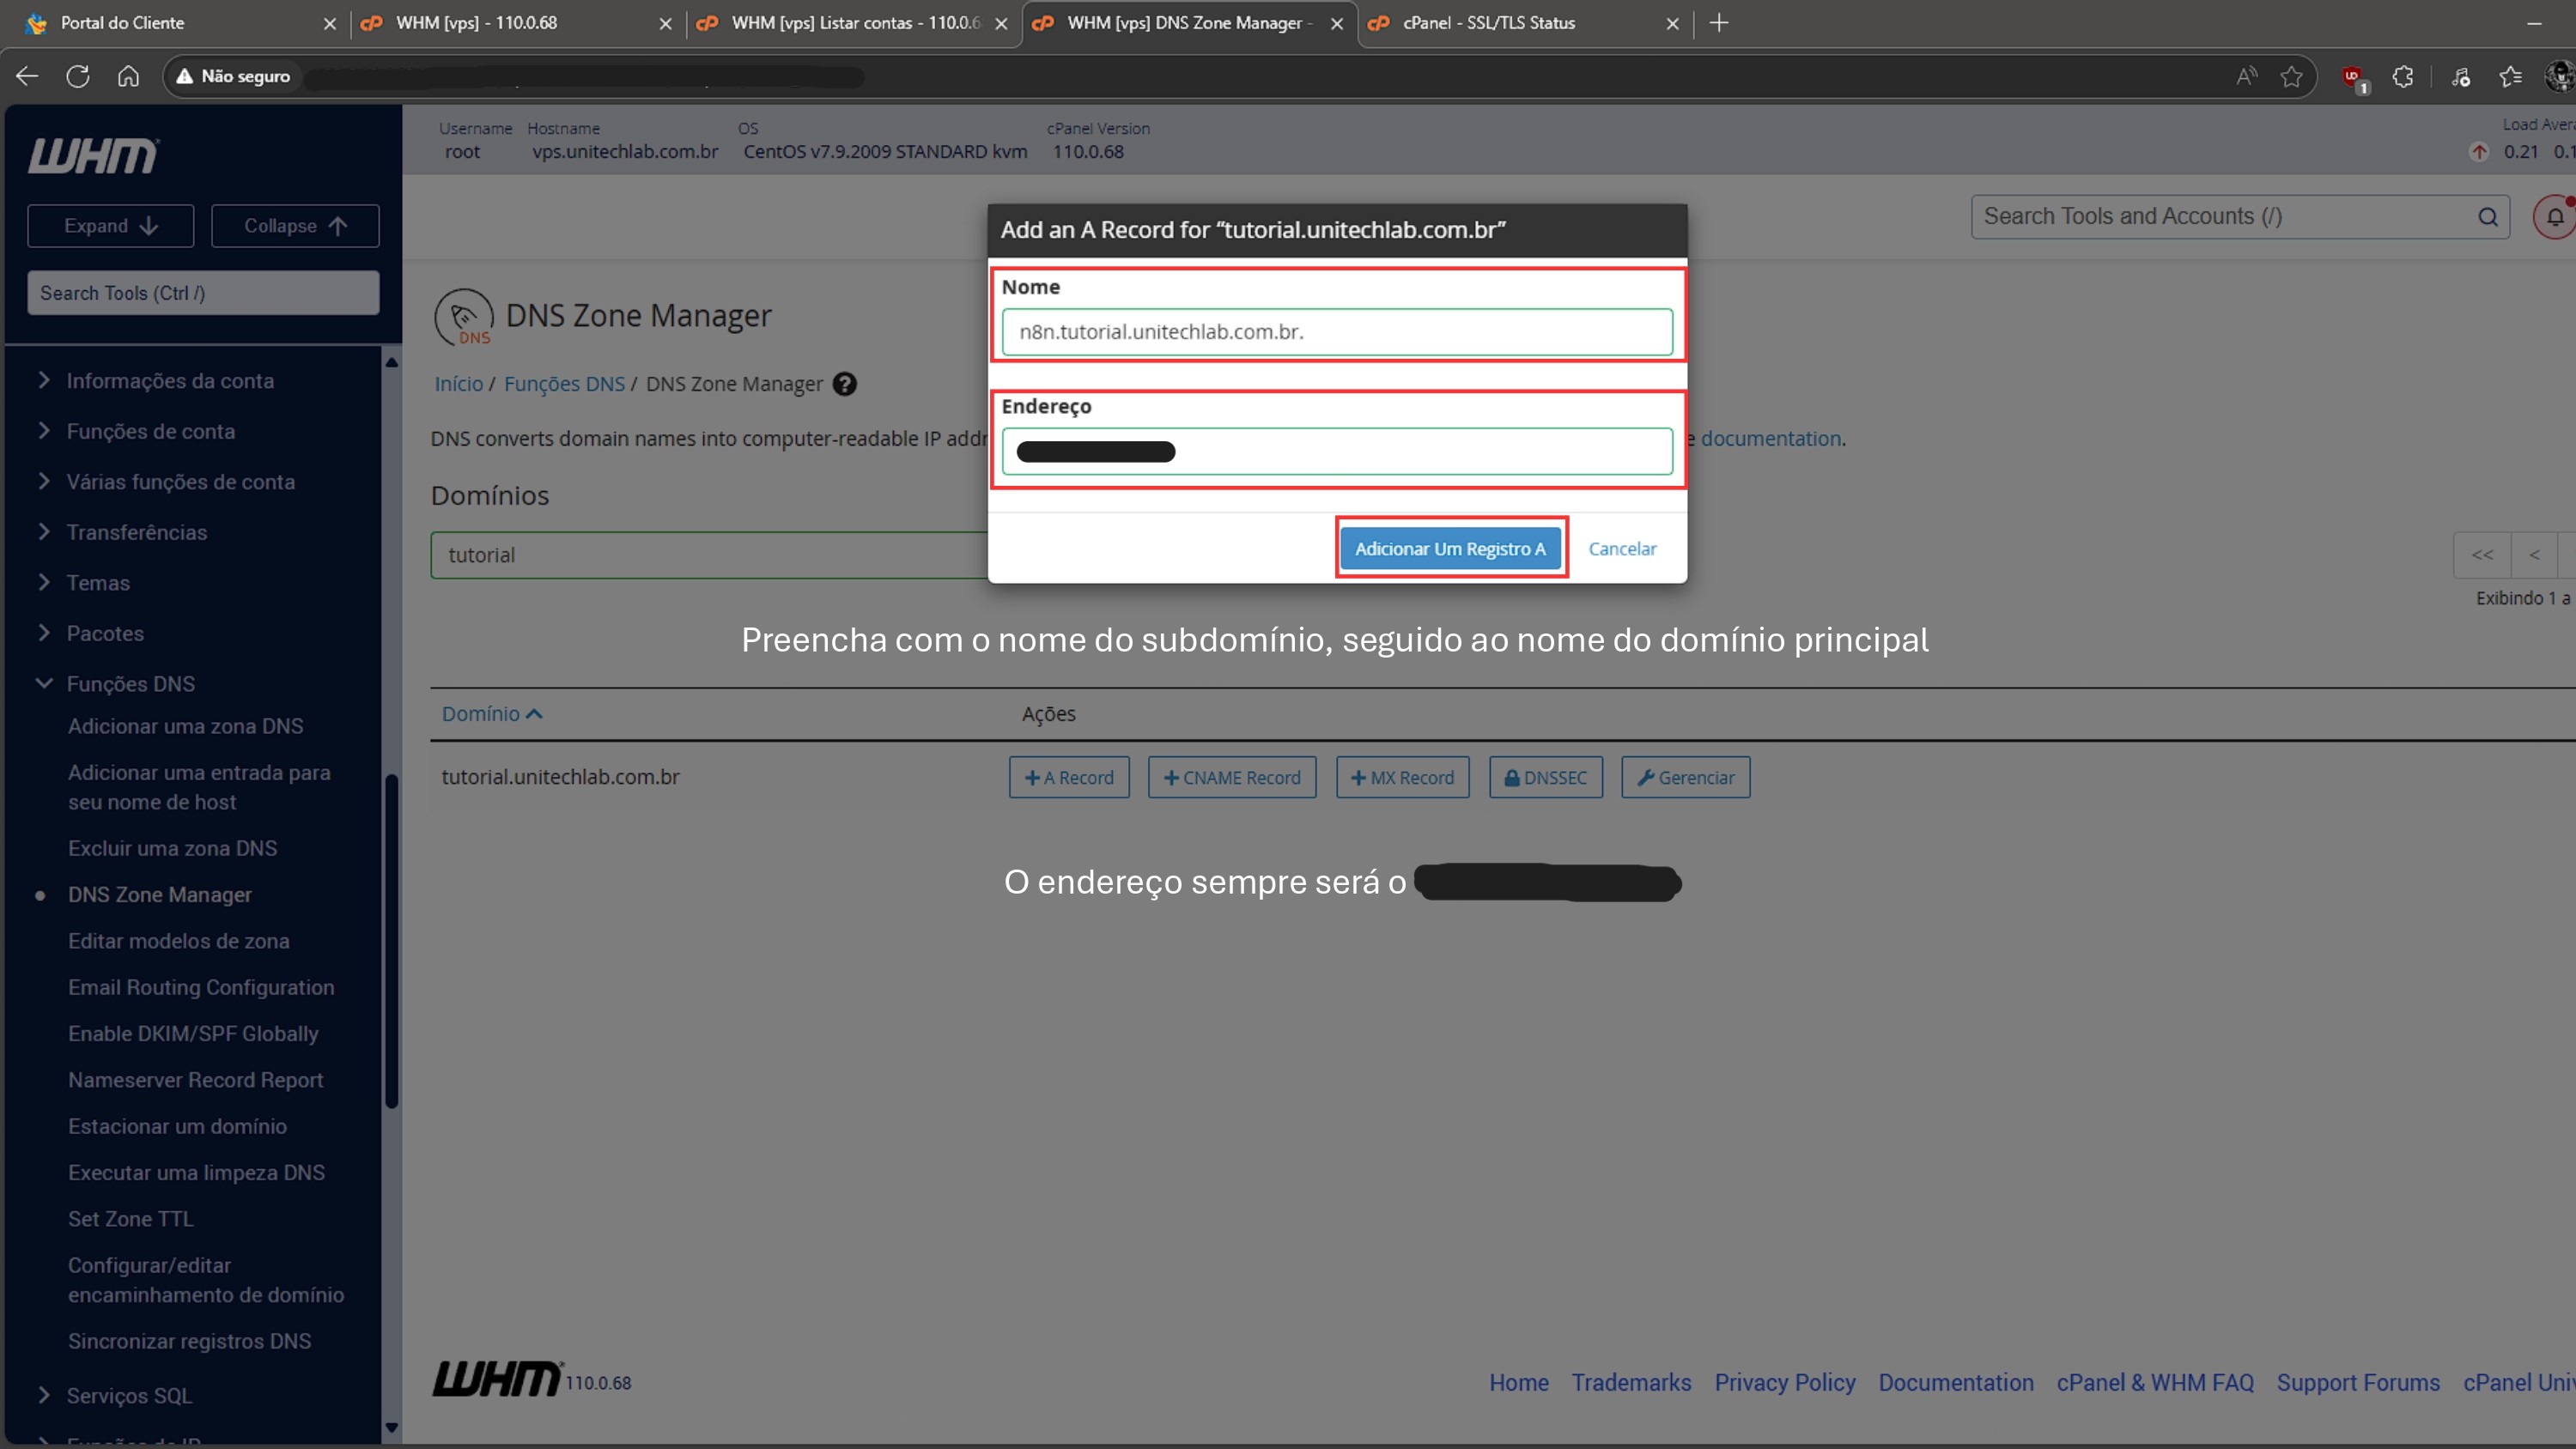 Portal do Cliente
WHM [vps] - 110.0.68
WHM [vps] Listar contas - 110.0.6
WHM [vps] DNS Zone Manager -
cPanel - SSL/TLS Status
Não seguro
1
WHM
Expand
Collapse
Search Tools (Ctrl /)
Informações da conta
Funções de conta
Várias funções de conta
Transferências
Temas
Pacotes
Funções DNS
Adicionar uma zona DNS
Adicionar uma entrada para
seu nome de host
Excluir uma zona DNS
DNS Zone Manager
Editar modelos de zona
Email Routing Configuration
Enable DKIM/SPF Globally
Nameserver Record Report
Estacionar um domínio
Executar uma limpeza DNS
Set Zone TTL
Configurar/editar
encaminhamento de domínio
Sincronizar registros DNS
Serviços SQL
Username Hostname OS cPanel Version
root vps.unitechlab.com.br CentOS v7.9.2009 STANDARD kvm 110.0.68
Load Avera
0.21 0.1
Search Tools and Accounts (/)
DNS
DNS Zone Manager
Início / Funções DNS / DNS Zone Manager
DNS converts domain names into computer-readable IP addr
e documentation.
Domínios
tutorial
<< <
Exibindo 1 a
Add an A Record for “tutorial.unitechlab.com.br”
Nome
n8n.tutorial.unitechlab.com.br.
Endereço
Adicionar Um Registro A
Cancelar
Preencha com o nome do subdomínio, seguido ao nome do domínio principal
Domínio Ações
tutorial.unitechlab.com.br
A Record
CNAME Record
MX Record
DNSSEC
Gerenciar
O endereço sempre será o
WHM 110.0.68
Home Trademarks Privacy Policy Documentation cPanel & WHM FAQ Support Forums cPanel Univ